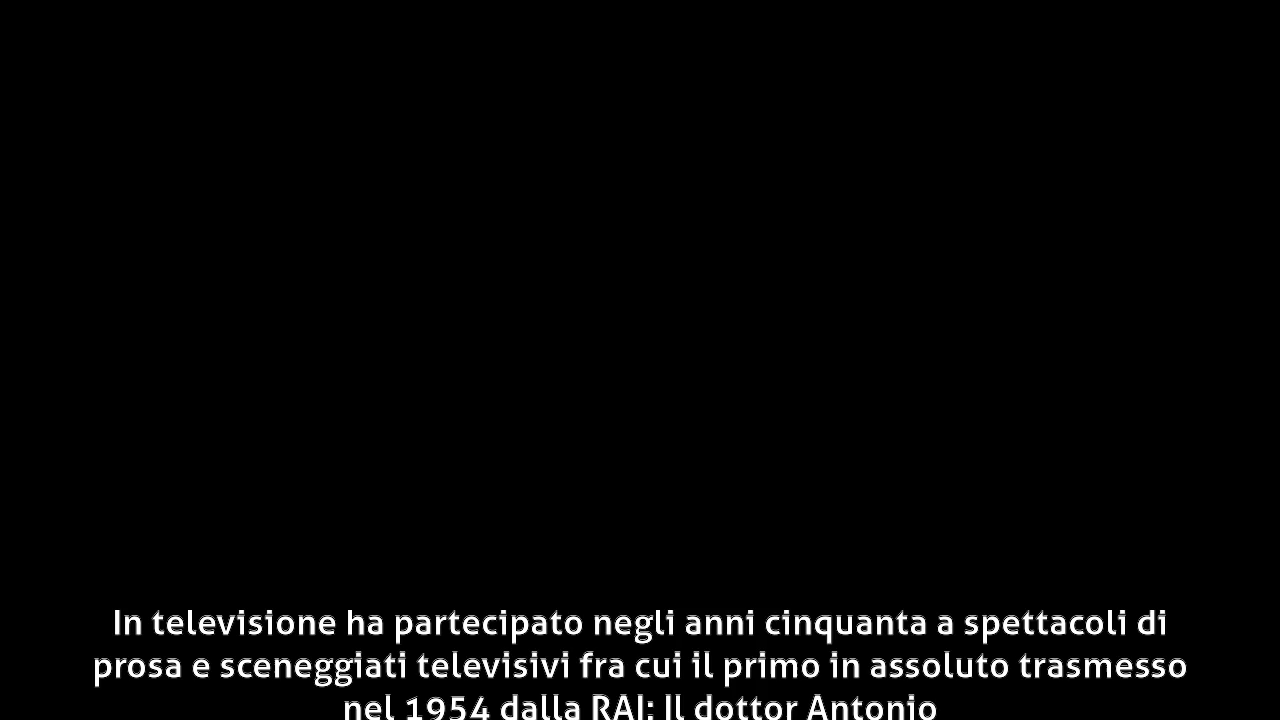 In televisione ha partecipato negli anni cinquanta a spettacoli di
prosa e sceneggiati televisivi fra cui il primo in assoluto trasmesso
nel 1954 dalla RAI: Il dottor Antonio